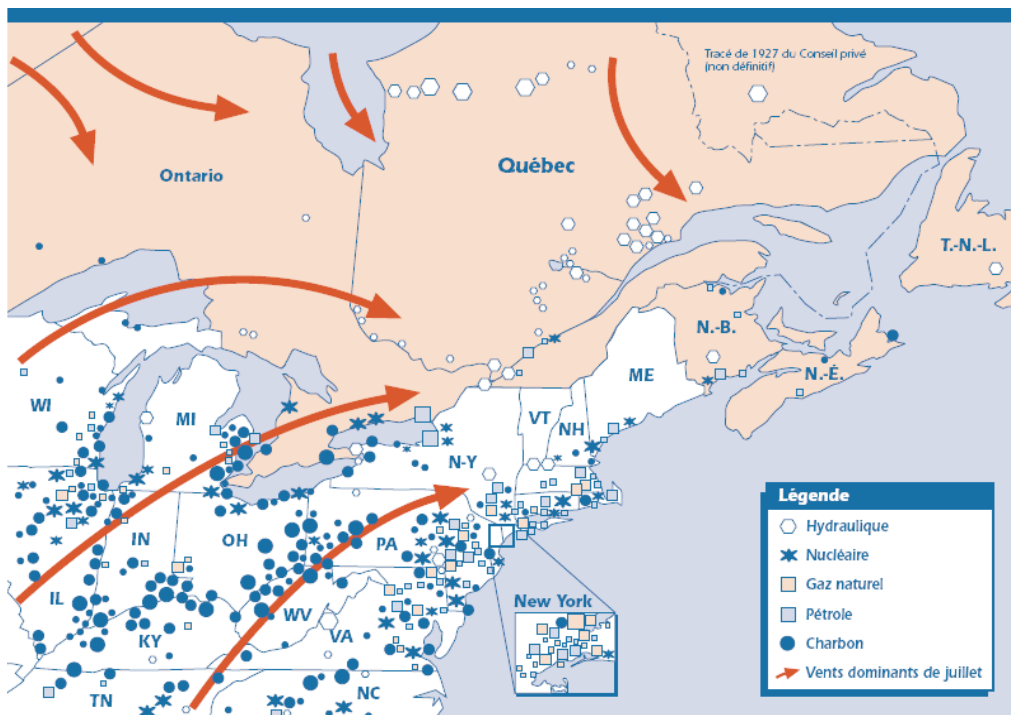 Tracé de 1927 du Conseil privé
(non définitif)
Ontario
Québec
T.-N.-L.
N.-B.
N.-É.
ME
WI
MI
VT
NH
N-Y
IN
OH
PA
IL
WV
KY
VA
TN
NC
New York
Légende
Hydraulique
Nucléaire
Gaz naturel
Pétrole
Charbon
Vents dominants de juillet